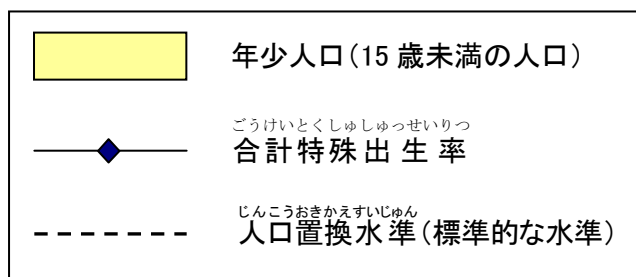 年少人口(15 歳未満の人口)
ごうけいとくしゅしゅっせいりつ
合計特殊出生率
じんこうおきかえすいじゅん
人口置換水準(標準的な水準)